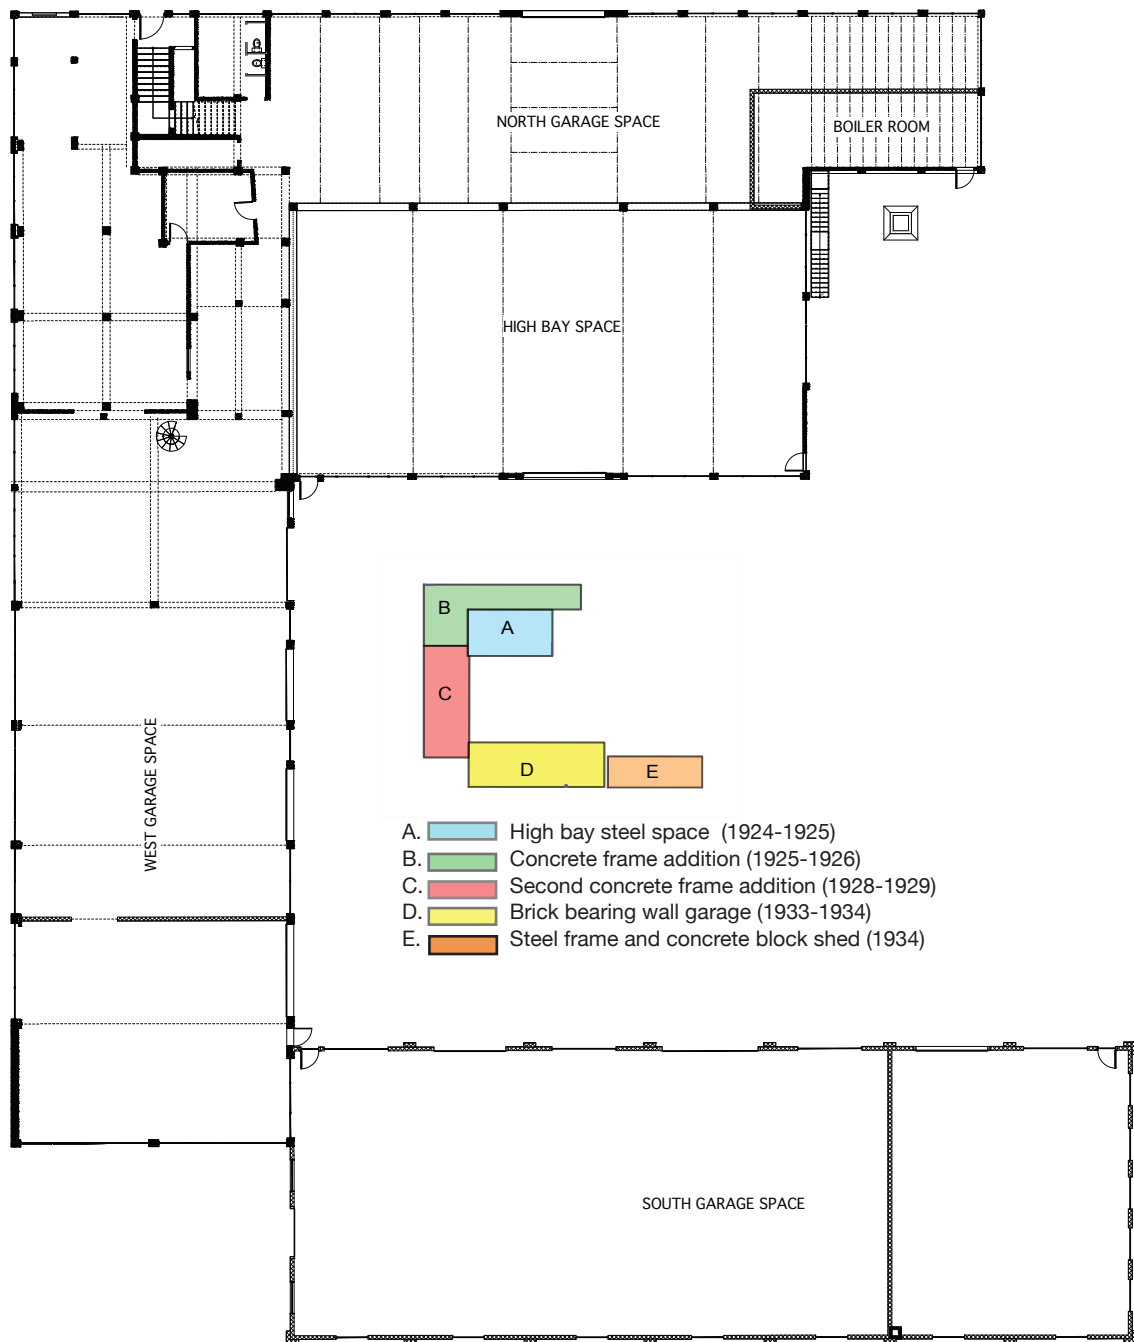 NORTH GARAGE SPACE
BOILER ROOM
HIGH BAY SPACE
B
A
C
D
E
WEST GARAGE SPACE
A. High bay steel space (1924-1925)
B. Concrete frame addition (1925-1926)
C. Second concrete frame addition (1928-1929)
D. Brick bearing wall garage (1933-1934)
E. Steel frame and concrete block shed (1934)
SOUTH GARAGE SPACE